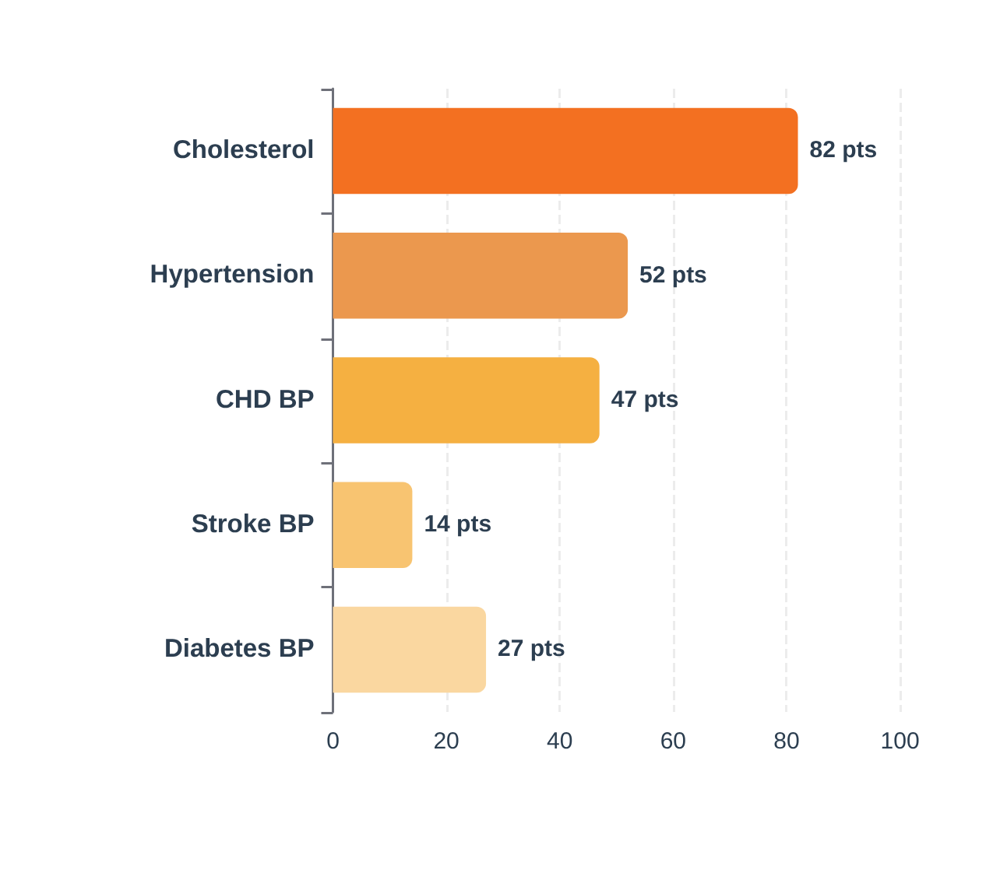 Cholesterol
82 pts
Hypertension
52 pts
CHD BP
47 pts
Stroke BP
14 pts
Diabetes BP
27 pts
0 20 40 60 80 100